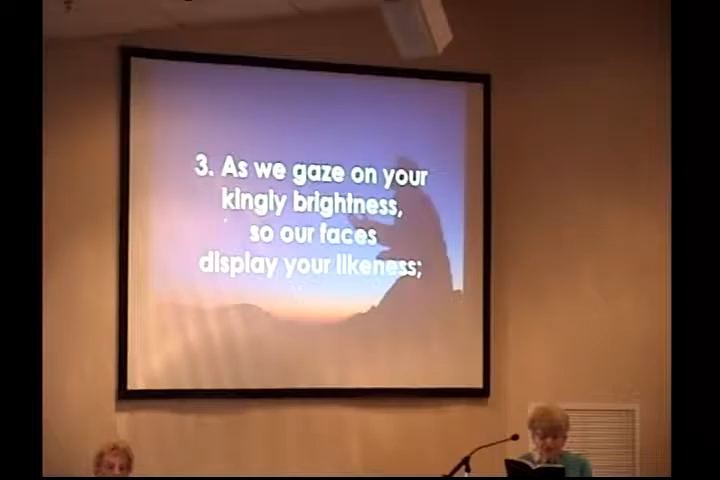 3. As we gaze on your
kingly brightness,
so our faces
display your likeness;